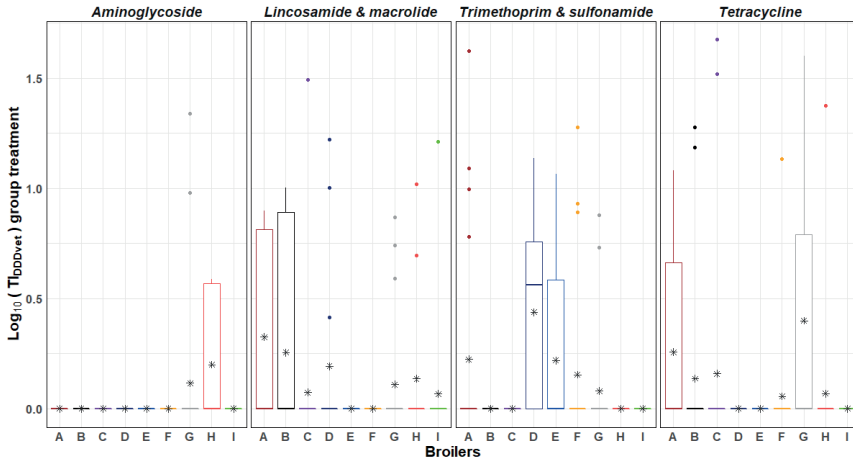 Aminoglycoside Lincosamide & macrolide Trimethoprim & sulfonamide Tetracycline
Log10 ( TIDDDvet ) group treatment
1.5
1.0
0.5
0.0
A B C D E F G H I A B C D E F G H I A B C D E F G H I A B C D E F G H I
Broilers